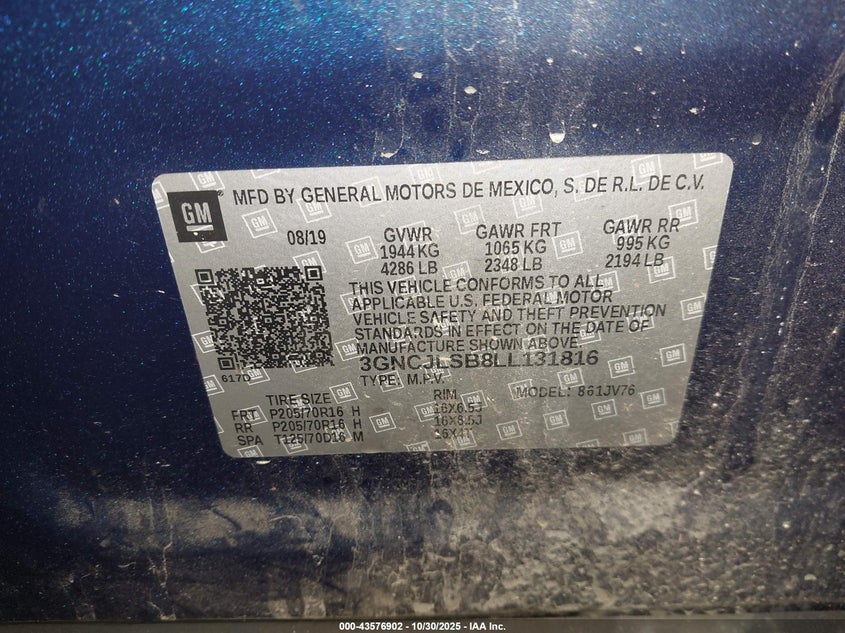 GM
MFD BY GENERAL MOTORS DE MEXICO, S. DE R.L. DE C.V.
08/19 GVWR GAWR FRT GAWR RR
1944 KG 1065 KG 995 KG
4286 LB 2348 LB 2194 LB
THIS VEHICLE CONFORMS TO ALL
APPLICABLE U.S. FEDERAL MOTOR
VEHICLE SAFETY AND THEFT PREVENTION
STANDARDS IN EFFECT ON THE DATE OF
MANUFACTURE SHOWN ABOVE.
3GNCJLSB8LL131816
617D
TYPE: M.P.V. MODEL: 861JV76
TIRE SIZE RIM
FRT P205/70R16 H 16X6.5J
RR P205/70R16 H 16X6.5J
SPA T125/70D16 M
000-43576902 - 10/30/2025 - IAA Inc.